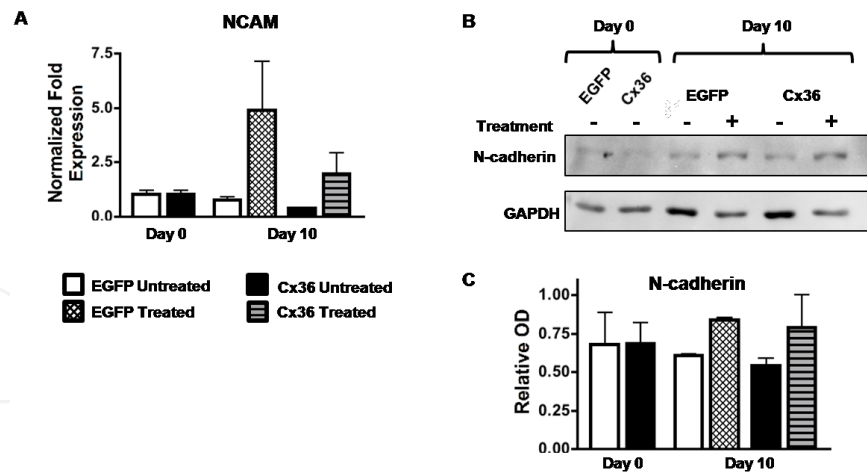 A
NCAM
Normalized Fold
Expression
7.5
5.0
2.5
0.0
Day 0
Day 10
EGFP Untreated
Cx36 Untreated
EGFP Treated
Cx36 Treated
B
Day 0
Day 10
EGFP
Cx36
EGFP
Cx36
Treatment
- - - + - +
N-cadherin
GAPDH
C
N-cadherin
Relative OD
1.00
0.75
0.50
0.25
0.00
Day 0
Day 10